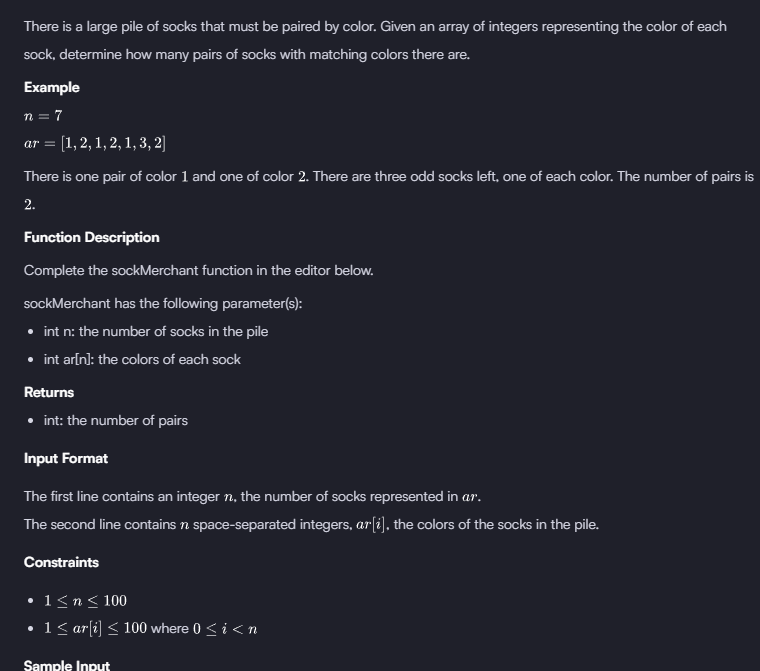 There is a large pile of socks that must be paired by color. Given an array of integers representing the color of each
sock, determine how many pairs of socks with matching colors there are.
Example
n = 7
ar = [1, 2, 1, 2, 1, 3, 2]
There is one pair of color 1 and one of color 2. There are three odd socks left, one of each color. The number of pairs is
2.
Function Description
Complete the sockMerchant function in the editor below.
sockMerchant has the following parameter(s):
• int n: the number of socks in the pile
• int ar[n]: the colors of each sock
Returns
• int: the number of pairs
Input Format
The first line contains an integer n, the number of socks represented in ar.
The second line contains n space-separated integers, ar[i], the colors of the socks in the pile.
Constraints
• 1 ≤ n ≤ 100
• 1 ≤ ar[i] ≤ 100 where 0 ≤ i < n
Sample Input